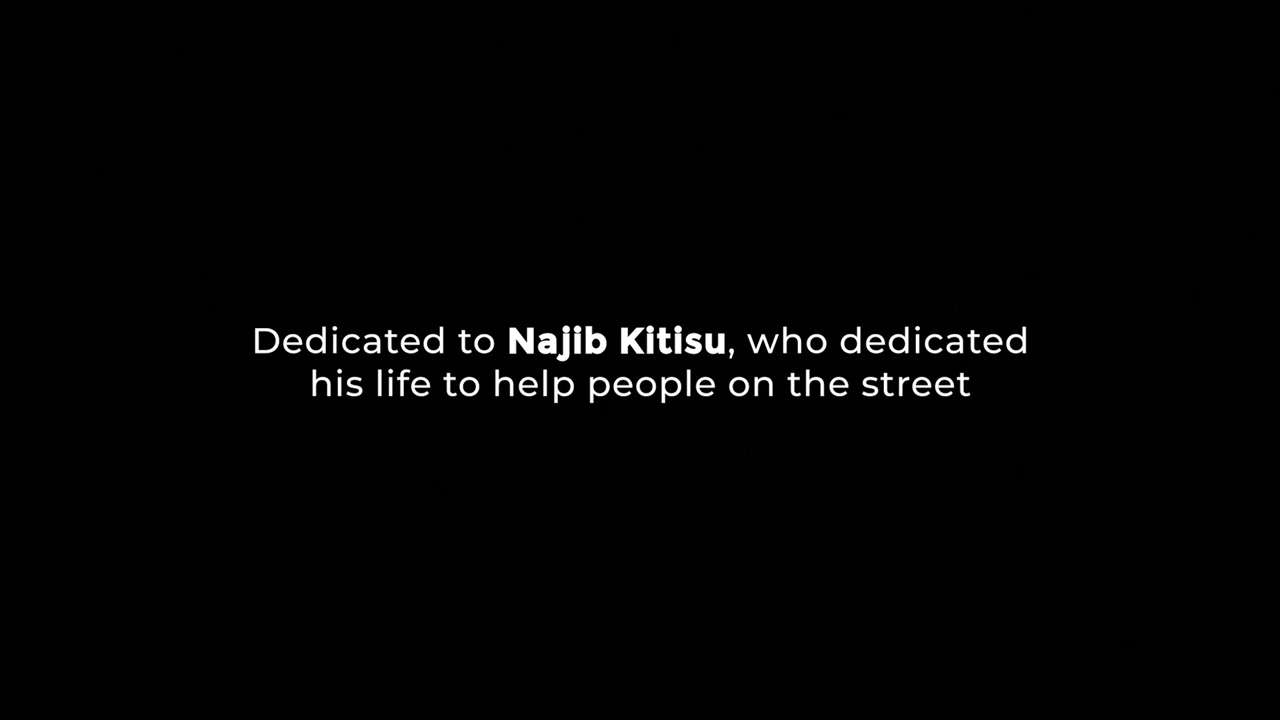 Dedicated to Najib Kitisu, who dedicated
his life to help people on the street